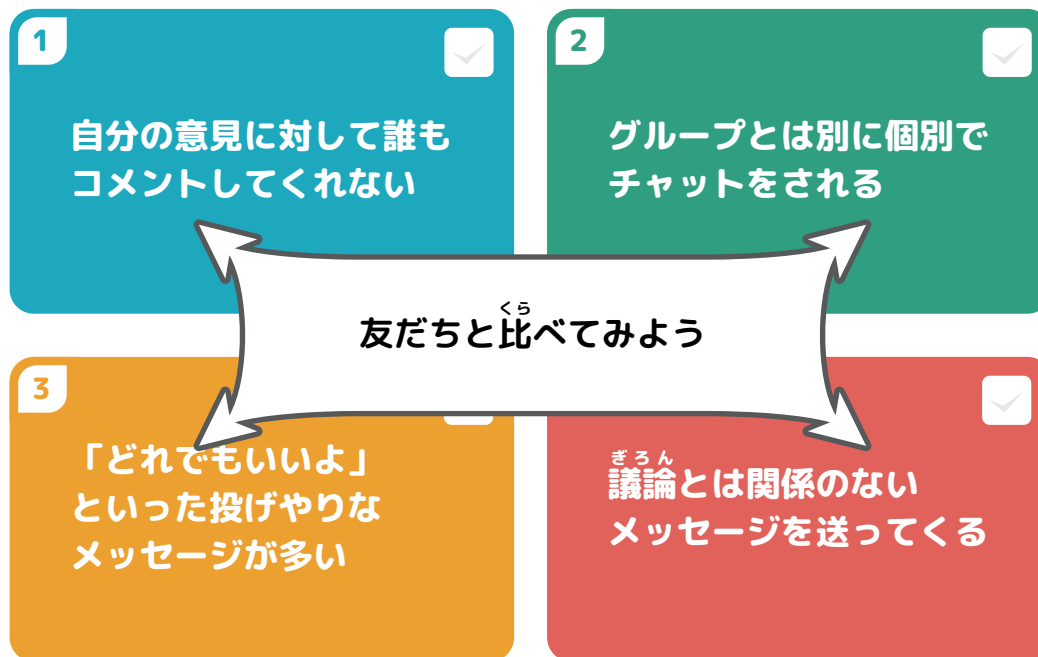 1
自分の意見に対して誰も
コメントしてくれない
2
グループとは別に個別で
チャットをされる
くら
友だちと比べてみよう
3
「どれでもいいよ」
といった投げやりな
メッセージが多い
ぎろん
議論とは関係のない
メッセージを送ってくる